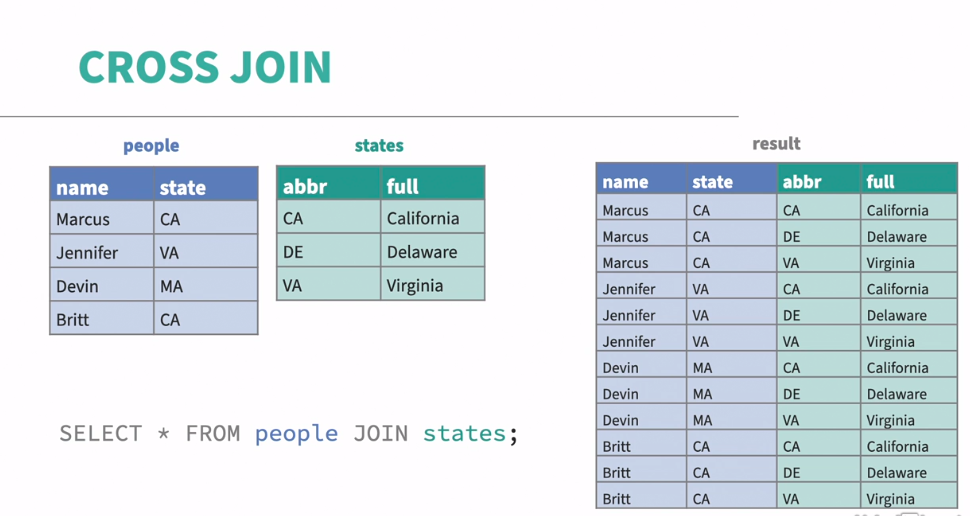 CROSS JOIN
people
name state
Marcus CA
Jennifer VA
Devin MA
Britt CA
states
abbr full
CA California
DE Delaware
VA Virginia
SELECT * FROM people JOIN states;
result
name state abbr full
Marcus CA CA California
Marcus CA DE Delaware
Marcus CA VA Virginia
Jennifer VA CA California
Jennifer VA DE Delaware
Jennifer VA VA Virginia
Devin MA CA California
Devin MA DE Delaware
Devin MA VA Virginia
Britt CA CA California
Britt CA DE Delaware
Britt CA VA Virginia